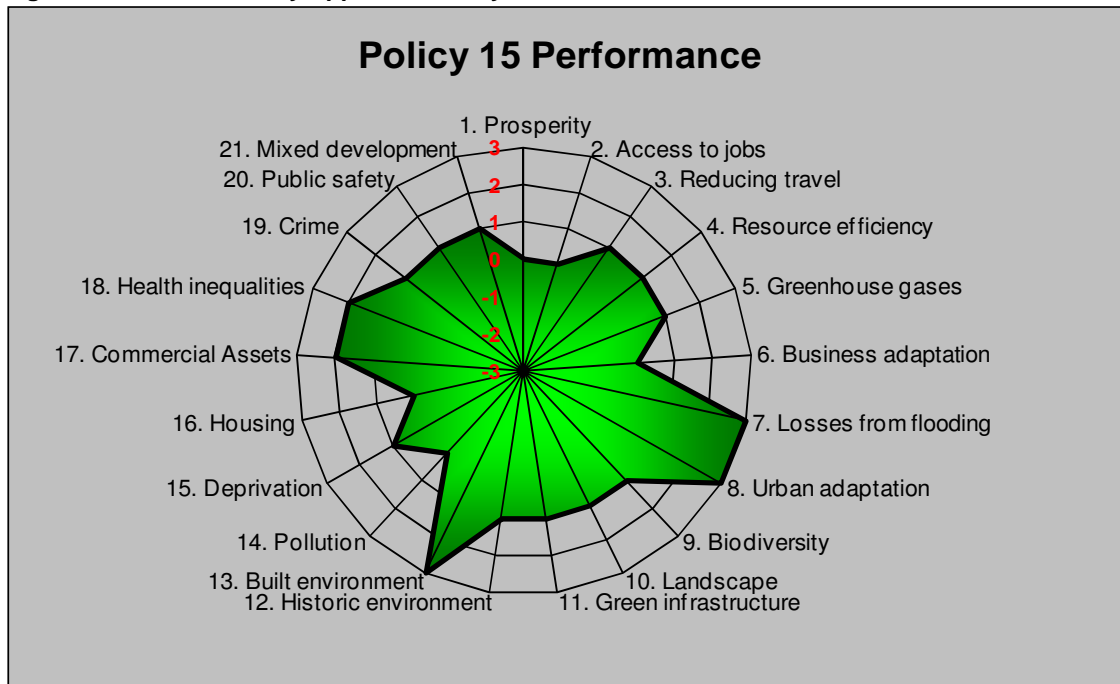 Policy 15 Performance
1. Prosperity
2. Access to jobs
3. Reducing travel
4. Resource efficiency
5. Greenhouse gases
6. Business adaptation
7. Losses from flooding
8. Urban adaptation
9. Biodiversity
10. Landscape
11. Green infrastructure
12. Historic environment
13. Built environment
14. Pollution
15. Deprivation
16. Housing
17. Commercial Assets
18. Health inequalities
19. Crime
20. Public safety
21. Mixed development
3
2
1
0
-1
-2
-3